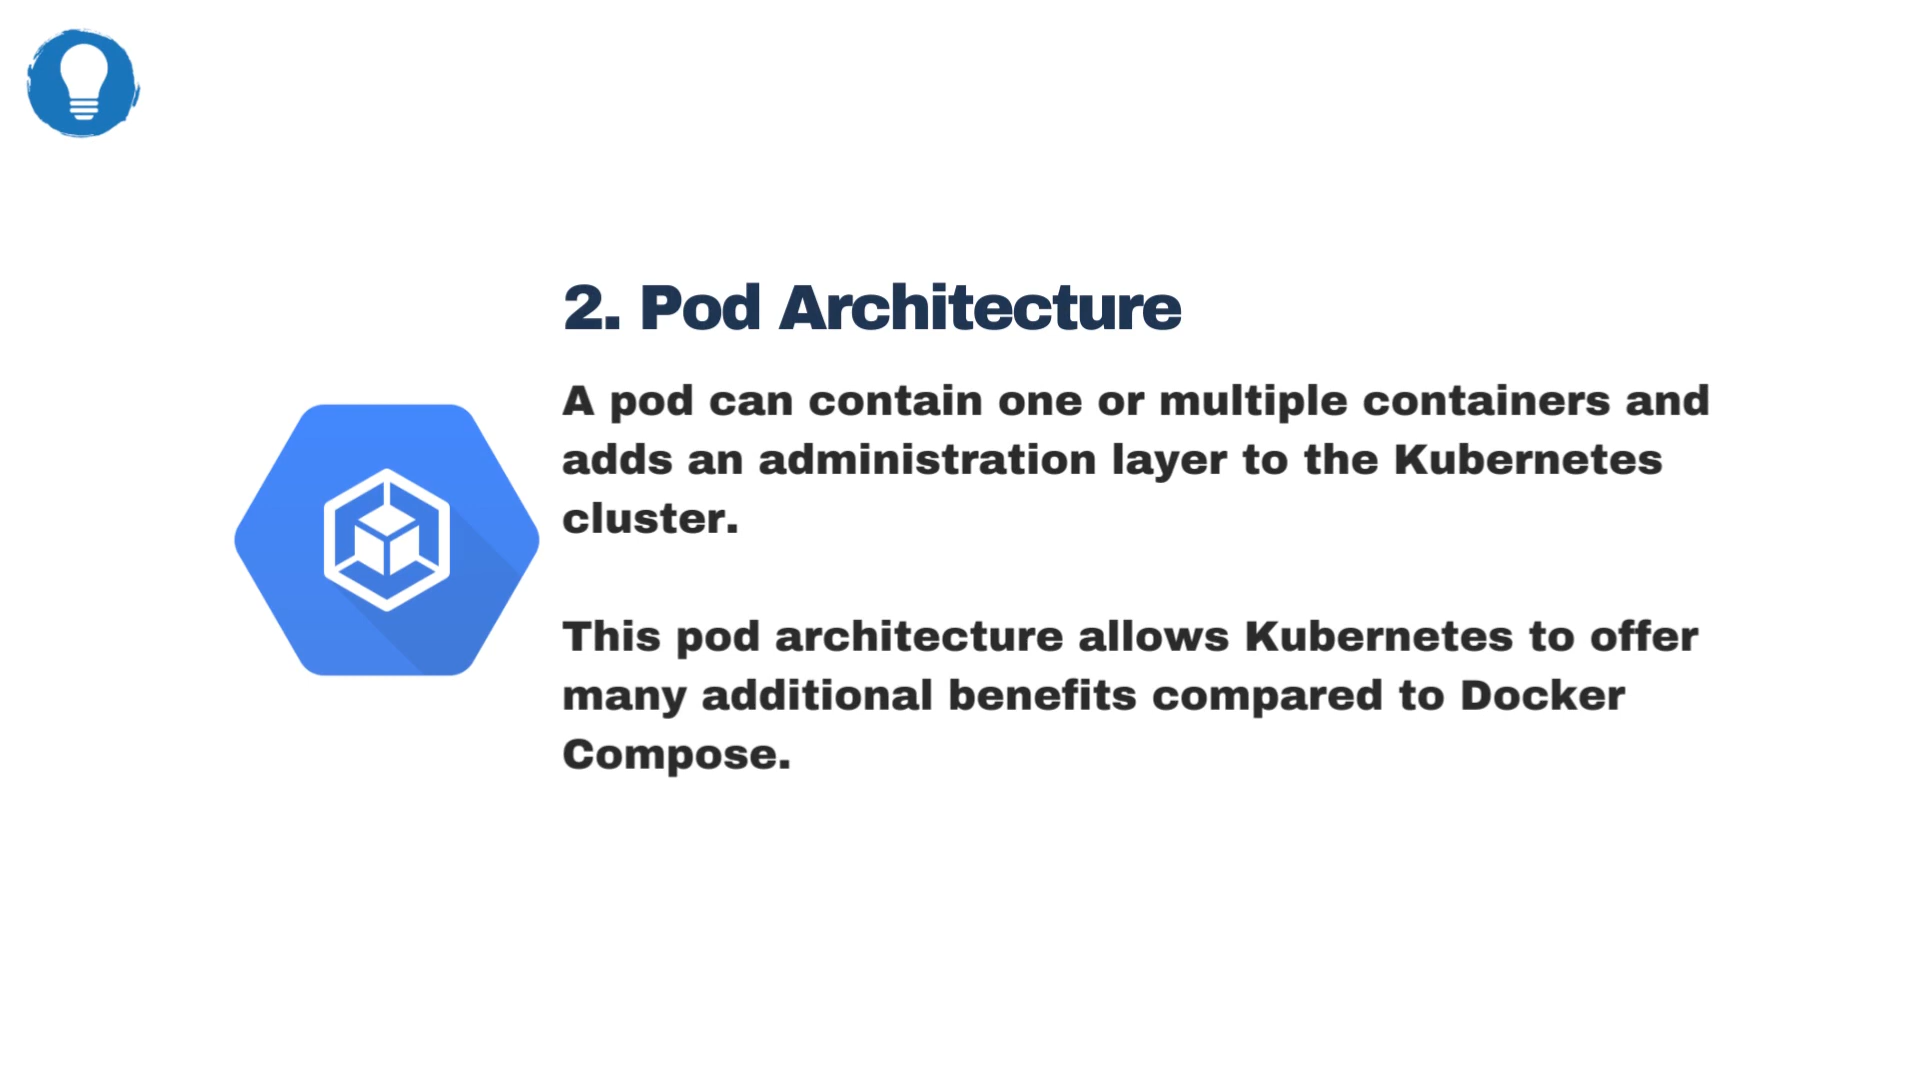 2. Pod Architecture
A pod can contain one or multiple containers and
adds an administration layer to the Kubernetes
cluster.
This pod architecture allows Kubernetes to offer
many additional benefits compared to Docker
Compose.